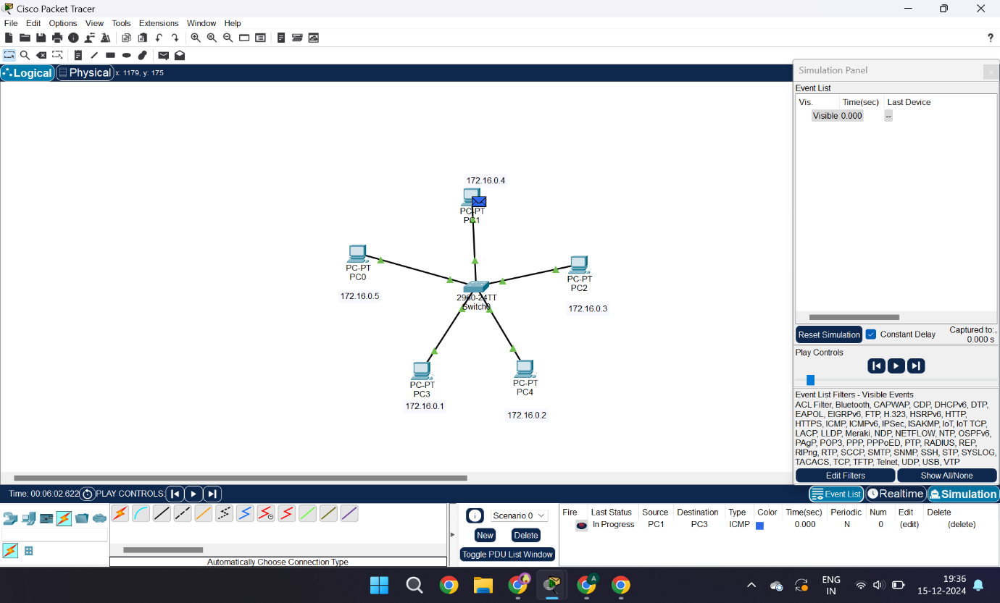 Cisco Packet Tracer
File Edit Options View Tools Extensions Window Help
?
Logical Physical x: 1179, y: 175
Simulation Panel
Event List
Vis. Time(sec) Last Device
Visible 0.000 --
172.16.0.4
PC-PT
PC1
PC-PT
PC0
172.16.0.5
PC-PT
PC2
172.16.0.3
2960-24TT
Switch0
PC-PT
PC3
172.16.0.1
PC-PT
PC4
172.16.0.2
Reset Simulation Constant Delay Captured to:
0.000 s
Play Controls
Event List Filters - Visible Events
ACL Filter, Bluetooth, CAPWAP, CDP, DHCPv6, DTP,
EAPOL, EIGRPv6, FTP, H.323, HSRPv6, HTTP,
HTTPS, ICMP, ICMPv6, IPSec, ISAKMP, IoT, IoT TCP,
LACP, LLDP, Meraki, NDP, NETFLOW, NTP, OSPFv6,
PAgP, POP3, PPP, PPPoED, PTP, RADIUS, REP,
RIPng, RTP, SCCP, SMTP, SNMP, SSH, STP, SYSLOG,
TACACS, TCP, TFTP, Telnet, UDP, USB, VTP
Edit Filters Show All/None
Time: 00:06:02.622 PLAY CONTROLS:
Event List Realtime Simulation
Scenario 0
New Delete
Toggle PDU List Window
Fire Last Status Source Destination Type Color Time(sec) Periodic Num Edit Delete
In Progress PC1 PC3 ICMP 0.000 N 0 (edit) (delete)
Automatically Choose Connection Type
A
ENG
IN
19:36
15-12-2024